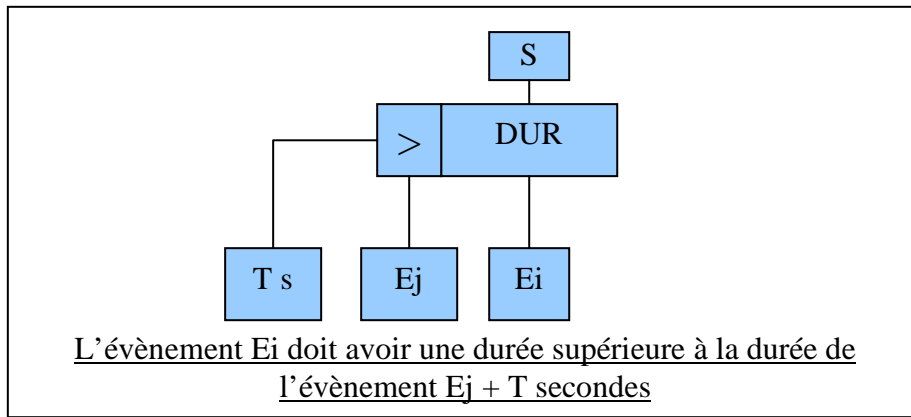 S
> DUR
T s Ej Ei
L’évènement Ei doit avoir une durée supérieure à la durée de
l’évènement Ej + T secondes